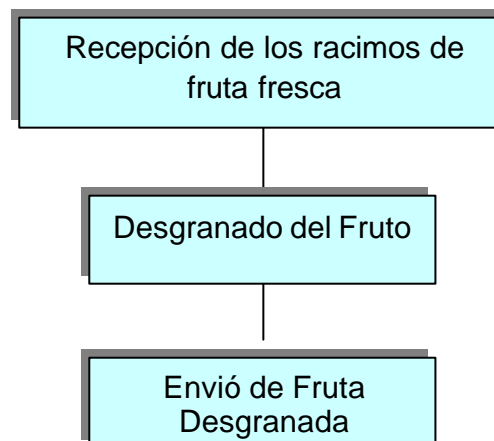 Recepción de los racimos de
fruta fresca
Desgranado del Fruto
Envió de Fruta
Desgranada